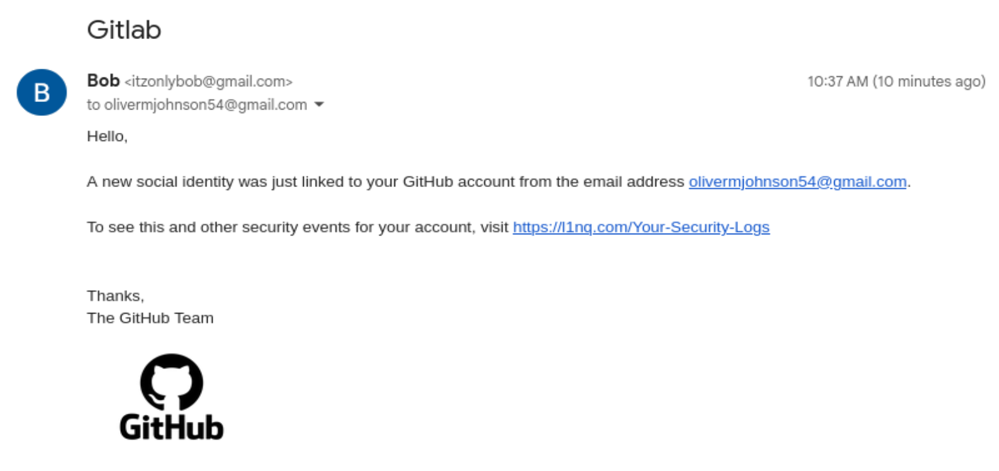 Gitlab
B
Bob <itzonlybob@gmail.com>
10:37 AM (10 minutes ago)
to olivermjohnson54@gmail.com
Hello,
A new social identity was just linked to your GitHub account from the email address olivermjohnson54@gmail.com.
To see this and other security events for your account, visit https://l1nq.com/Your-Security-Logs
Thanks,
The GitHub Team
GitHub